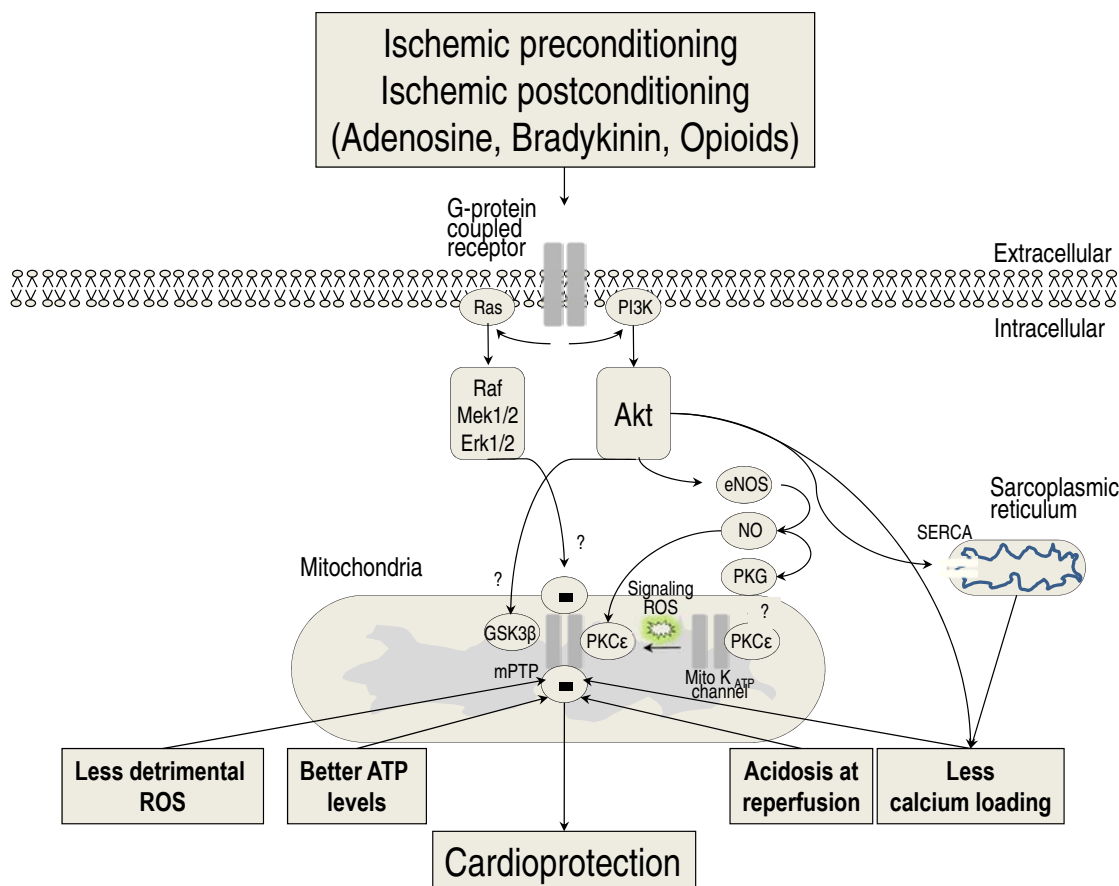 Ischemic preconditioning
Ischemic postconditioning
(Adenosine, Bradykinin, Opioids)
G-protein
coupled
receptor
Extracellular
Intracellular
Ras
PI3K
Raf
Mek1/2
Erk1/2
Akt
eNOS
NO
PKG
Sarcoplasmic
reticulum
SERCA
?
?
Mitochondria
Signaling
ROS
?
GSK3β
PKCε
PKCε
mPTP
Mito K ATP
channel
Less detrimental
ROS
Better ATP
levels
Acidosis at
reperfusion
Less
calcium loading
Cardioprotection